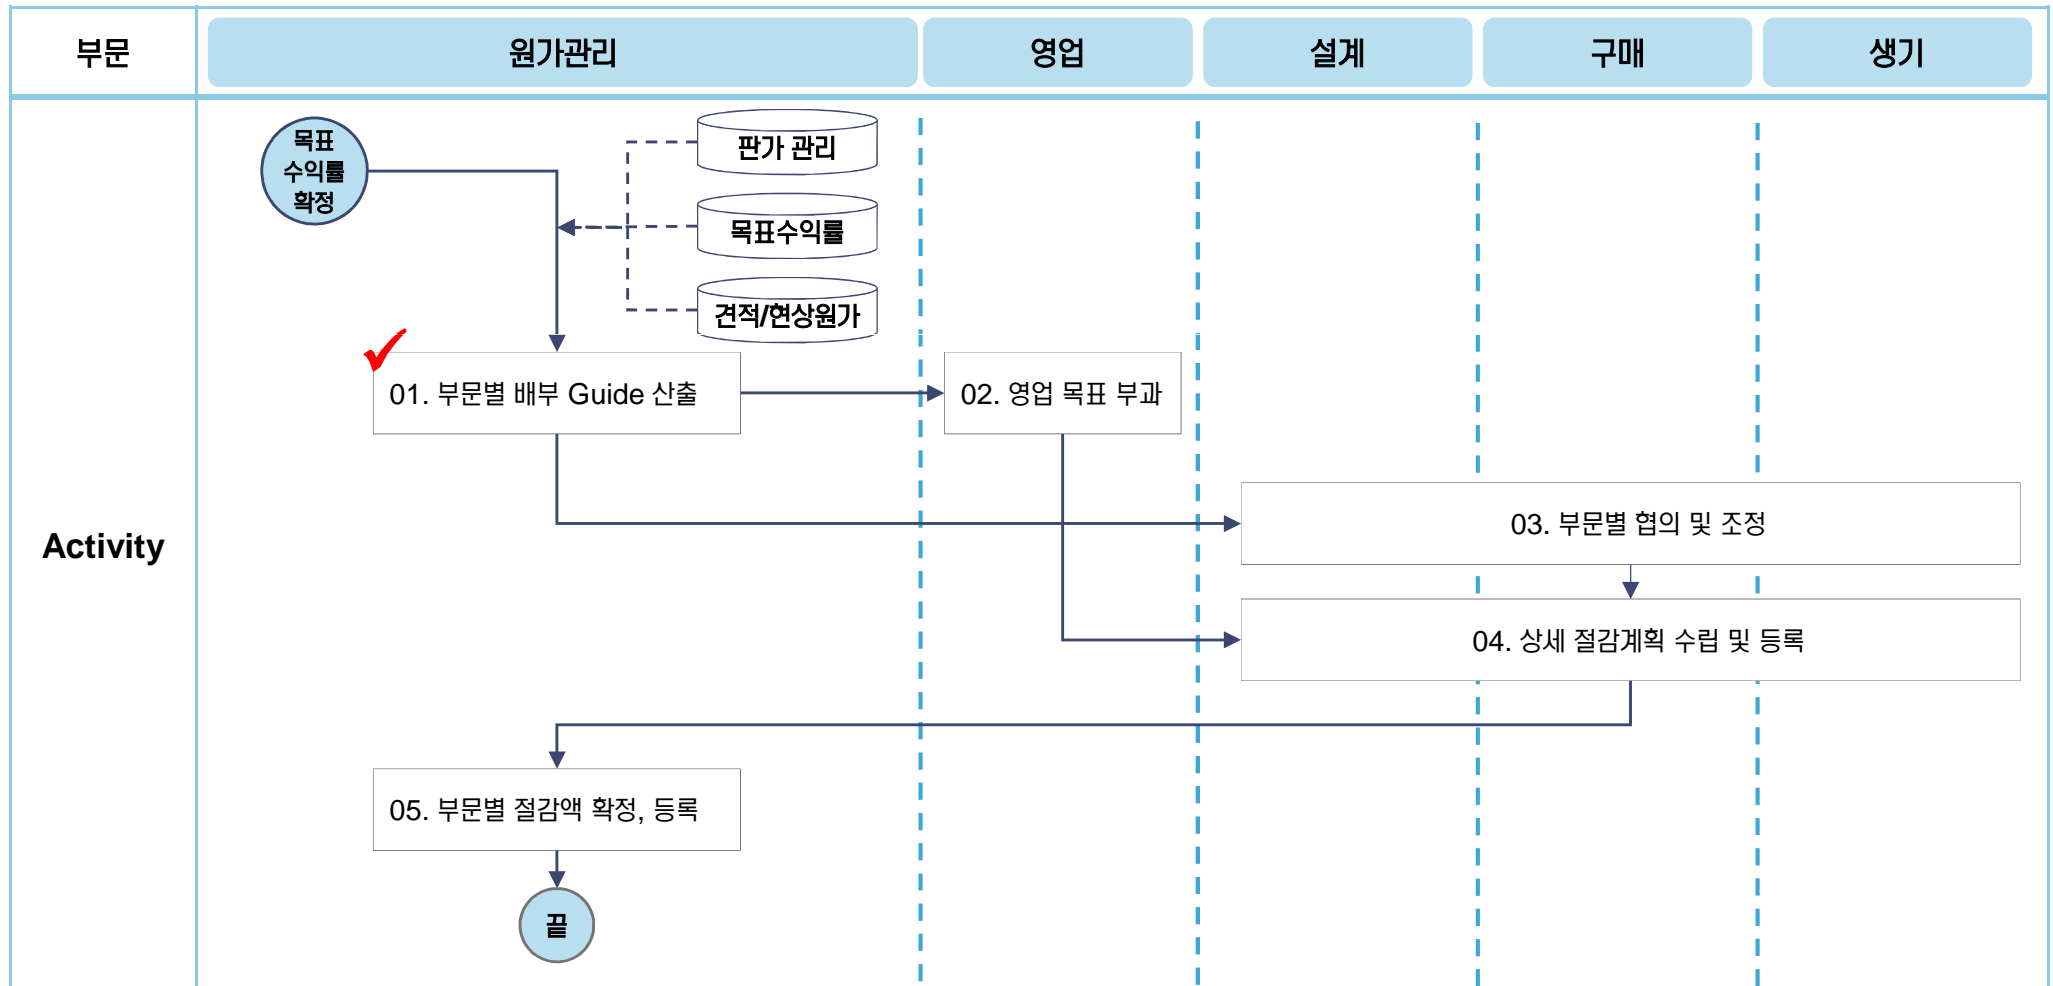 부문
원가관리
영업
설계
구매
생기
목표
수익률
확정
판가 관리
목표수익률
견적/현상원가
01. 부문별 배부 Guide 산출
02. 영업 목표 부과
03. 부문별 협의 및 조정
Activity
04. 상세 절감계획 수립 및 등록
05. 부문별 절감액 확정, 등록
끝